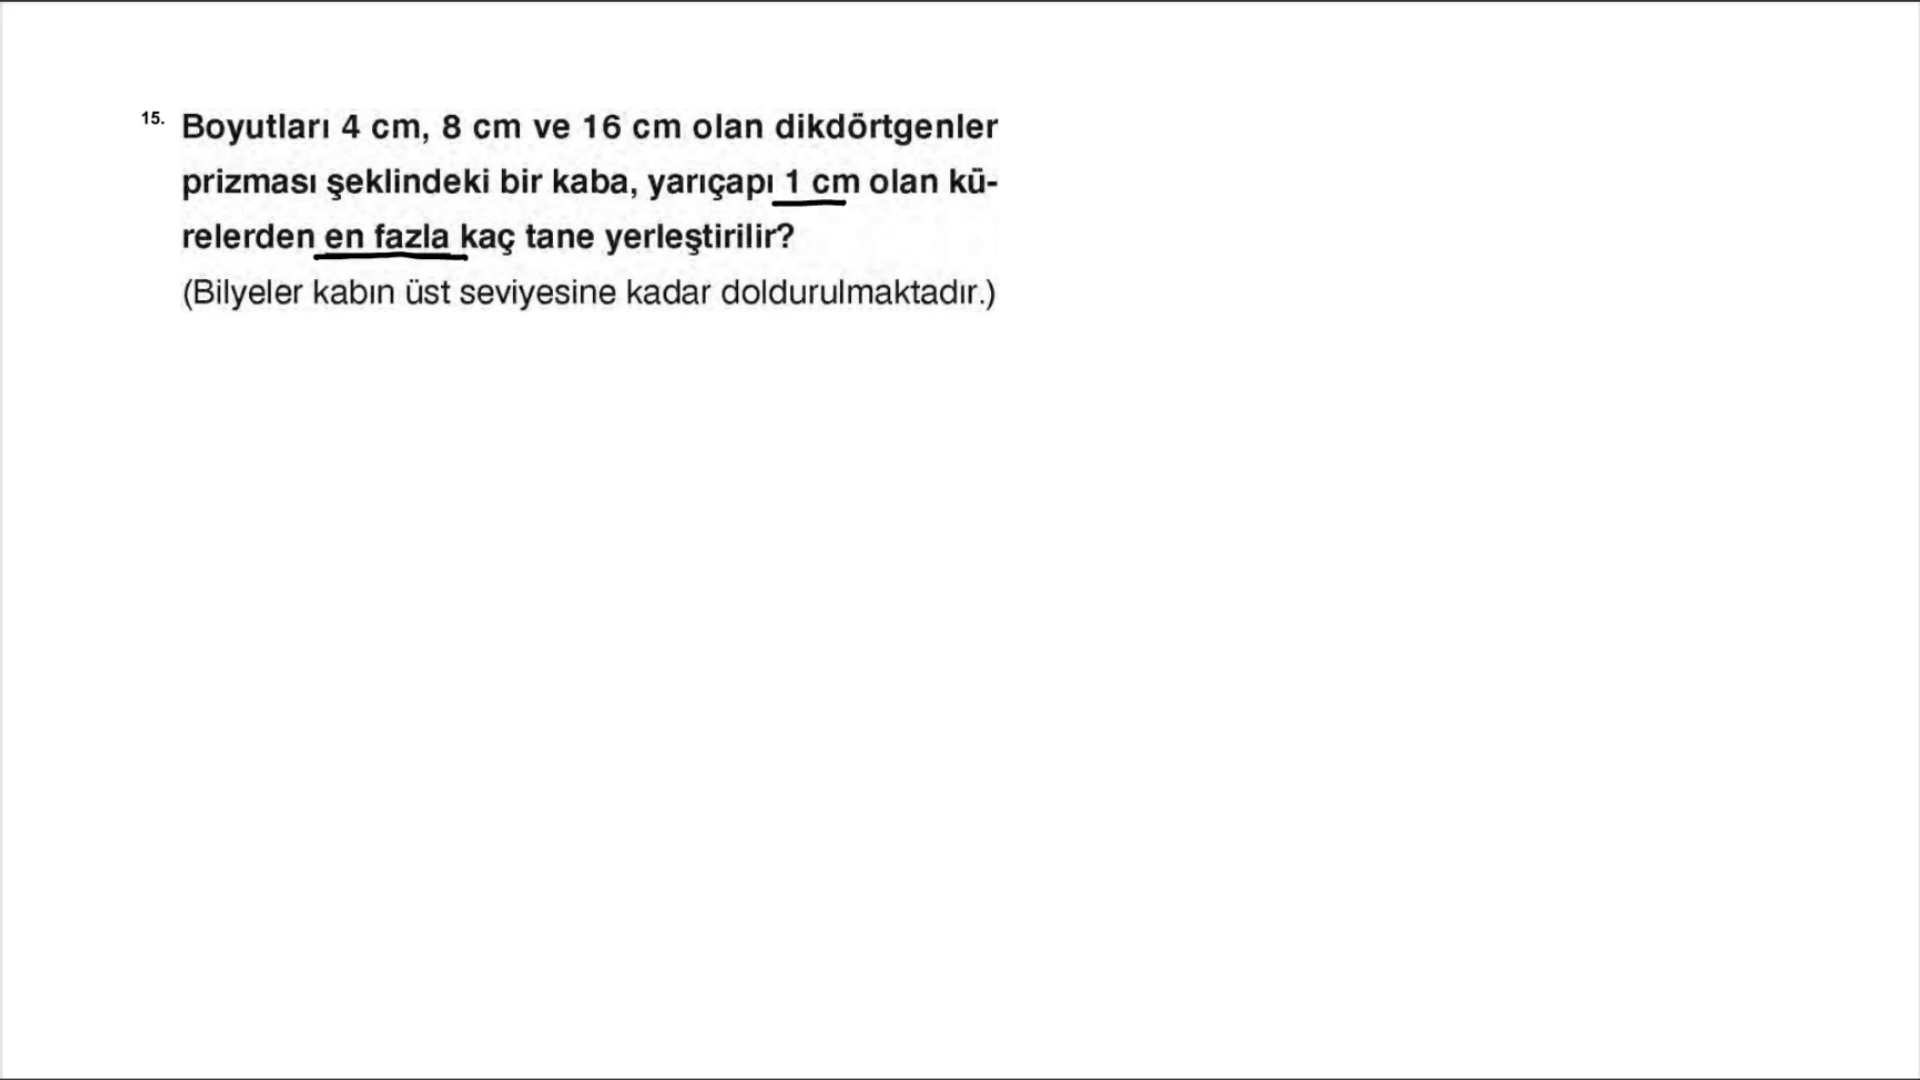 15. Boyutları 4 cm, 8 cm ve 16 cm olan dikdörtgenler
prizması şeklindeki bir kaba, yarıçapı 1 cm olan kü-
relerden en fazla kaç tane yerleştirilir?
(Bilyeler kabın üst seviyesine kadar doldurulmaktadır.)